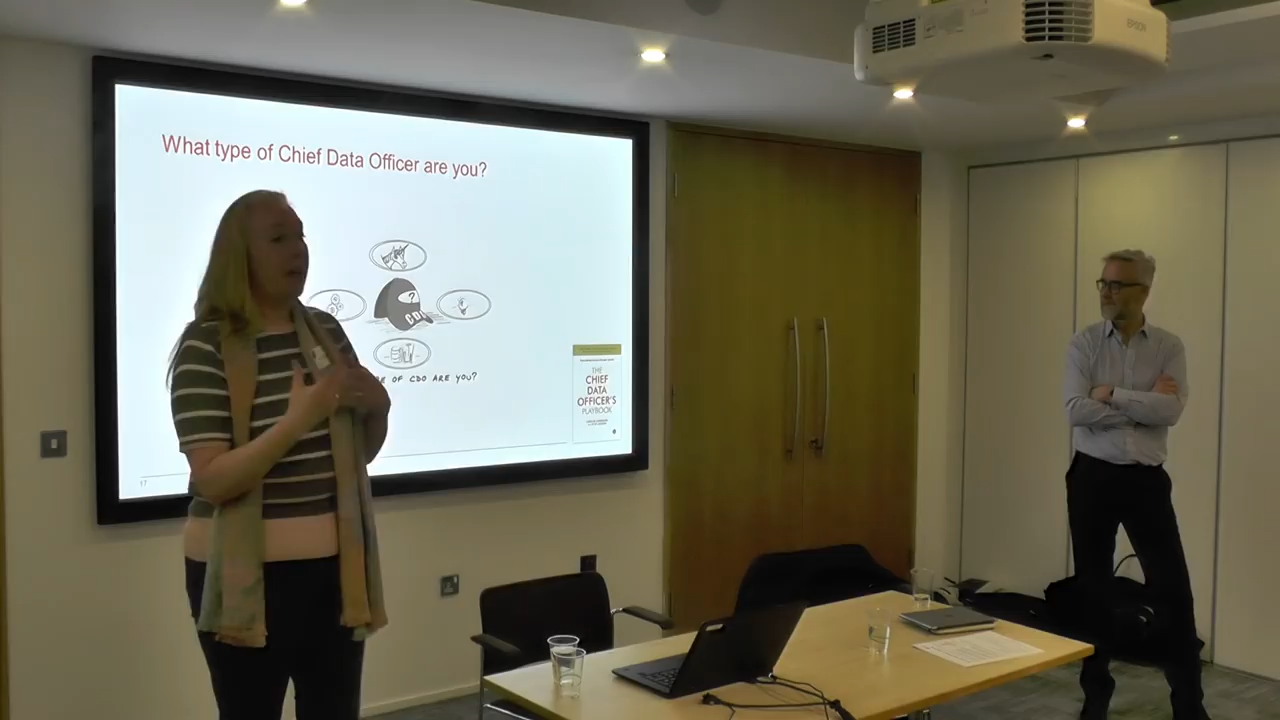 EPSON
What type of Chief Data Officer are you?
?
CDO
OF CDO ARE YOU?
THE
CHIEF
DATA
OFFICER'S
PLAYBOOK
17